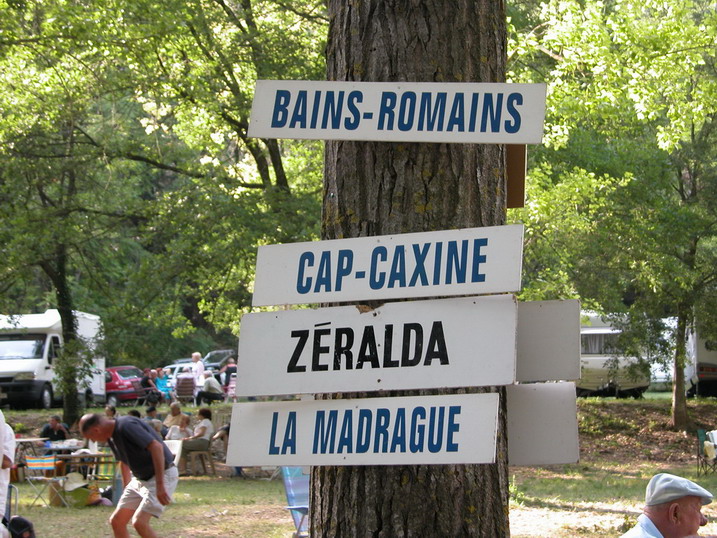 BAINS-ROMAINS
CAP-CAXINE
ZÉRALDA
LA MADRAGUE